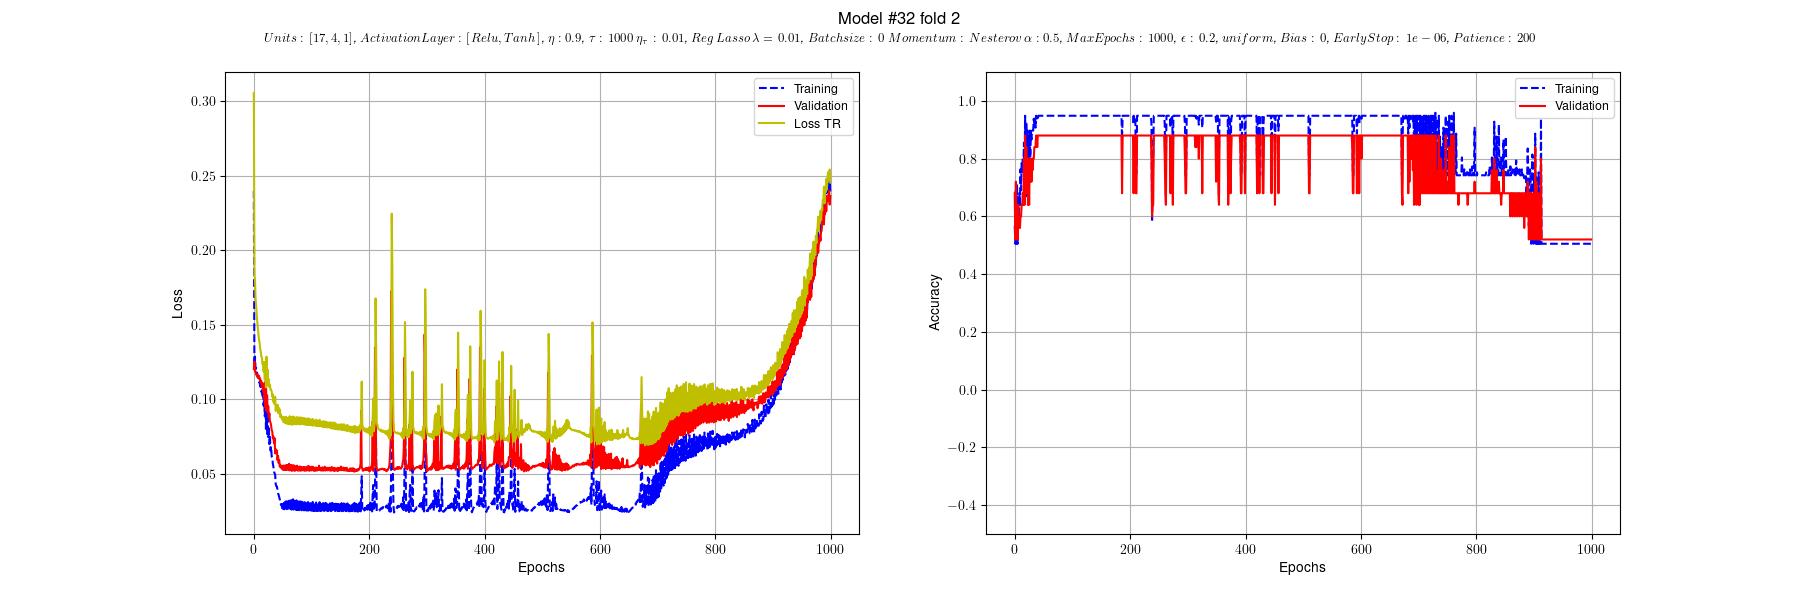 Model #32 fold 2
Units : [17, 4, 1], ActivationLayer : [Relu, Tanh], η : 0.9, τ : 1000 η_τ : 0.01, Reg Lasso λ = 0.01, Batchsize : 0 Momentum : Nesterov α : 0.5, MaxEpochs : 1000, ϵ : 0.2, uniform, Bias : 0, EarlyStop : 1e − 06, Patience : 200
Loss
0.30
0.25
0.20
0.15
0.10
0.05
Training
Validation
Loss TR
0 200 400 600 800 1000
Epochs
Accuracy
1.0
0.8
0.6
0.4
0.2
0.0
−0.2
−0.4
Training
Validation
0 200 400 600 800 1000
Epochs